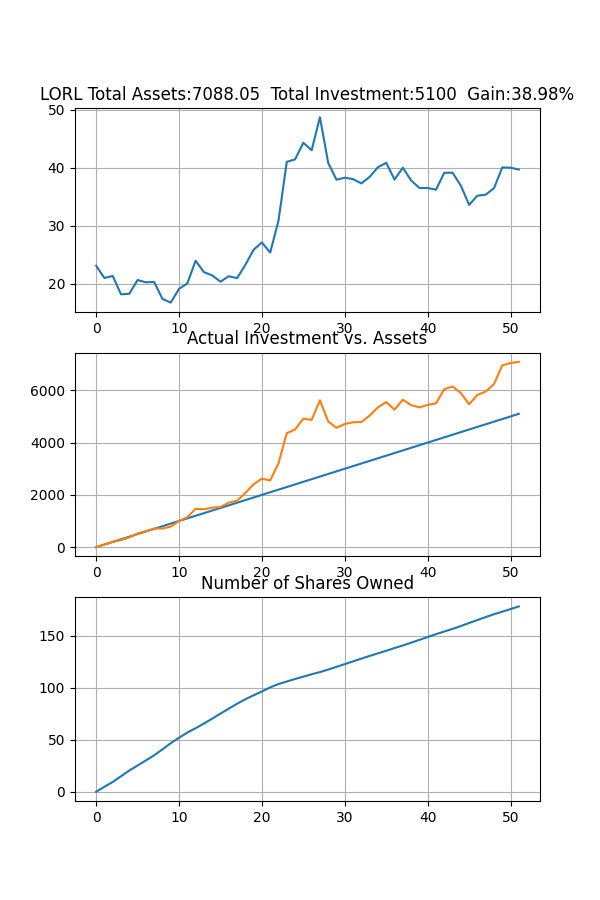 LORL Total Assets:7088.05  Total Investment:5100  Gain:38.98%
50
40
30
20
0 10 20 30 40 50
Actual Investment vs. Assets
6000
4000
2000
0
0 10 20 30 40 50
Number of Shares Owned
150
100
50
0
0 10 20 30 40 50